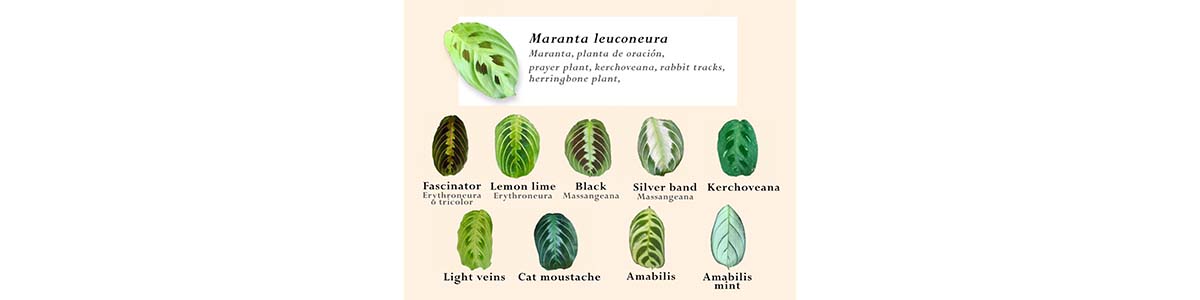 Maranta leuconeura
Maranta, planta de oración,
prayer plant, kerchoveana, rabbit tracks,
herringbone plant,
Fascinator
Erythroneura
ò tricolor
Lemon lime
Erythroneura
Black
Massangeana
Silver band
Massangeana
Kerchoveana
Light veins
Cat moustache
Amabilis
Amabilis
mint